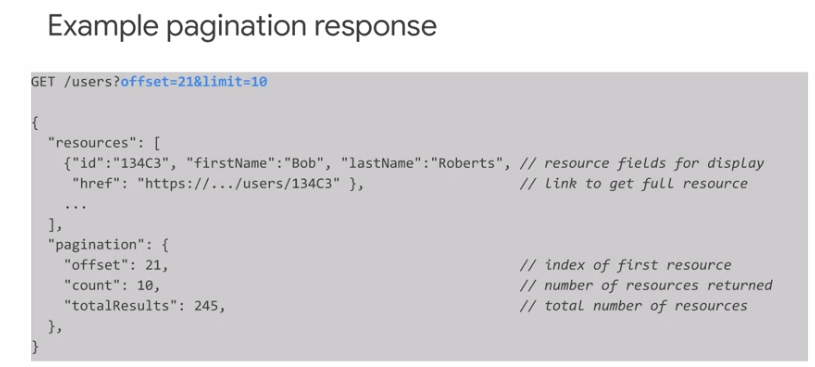 Example pagination response
GET /users?offset=21&limit=10
{
"resources": [
{"id":"134C3", "firstName":"Bob", "lastName":"Roberts", // resource fields for display
"href": "https://.../users/134C3" }, // link to get full resource
...
],
"pagination": {
"offset": 21, // index of first resource
"count": 10, // number of resources returned
"totalResults": 245, // total number of resources
},
}